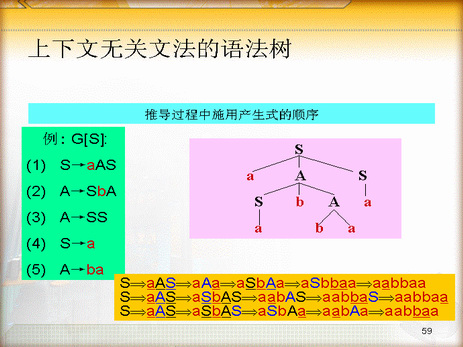 上下文无关文法的语法树
推导过程中施用产生式的顺序
例: G[S]:
(1) S→aAS
(2) A→SbA
(3) A→SS
(4) S→a
(5) A→ba
S
a A S
S b A a
a b a
S⇒aAS⇒aAa⇒aSbAa⇒aSbbaa⇒aabbaa
S⇒aAS⇒aSbAS⇒aabAS⇒aabbaS⇒aabbaa
S⇒aAS⇒aSbAS⇒aSbAa⇒aabAa⇒aabbaa
59